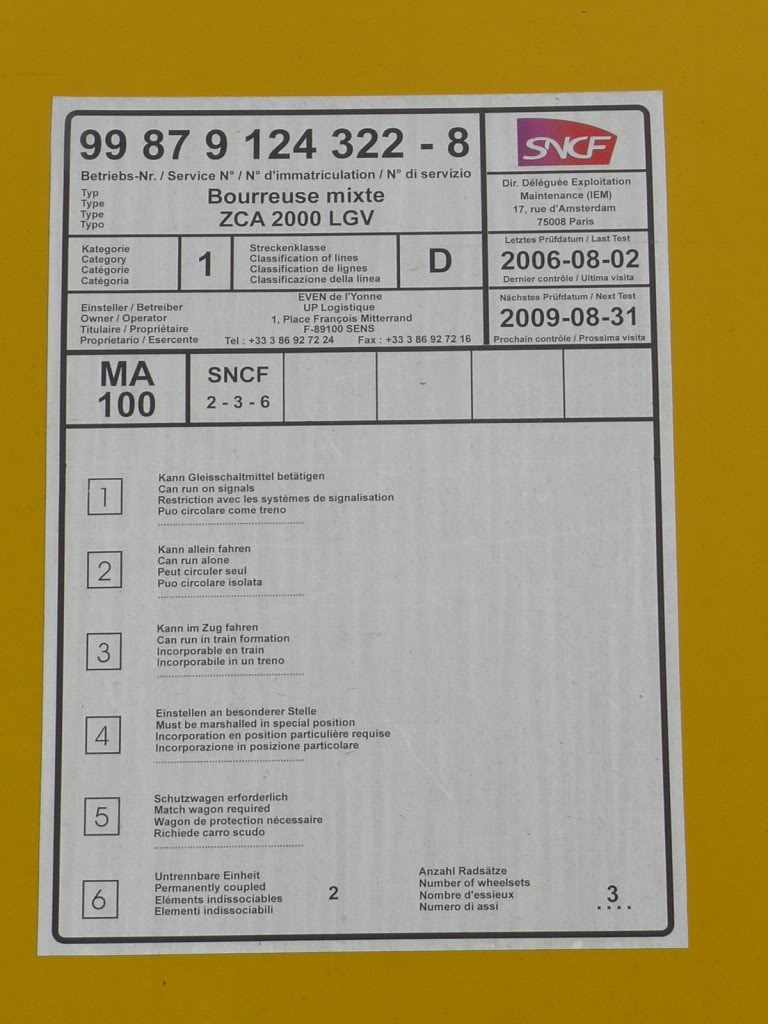 99 87 9 124 322 - 8
Betriebs-Nr. / Service N° / N° d'immatriculation / N° di servizio
Typ
Type
Type
Typo
Bourreuse mixte
ZCA 2000 LGV
SNCF
Dir. Déléguée Exploitation
Maintenance (IEM)
17, rue d'Amsterdam
75008 Paris
Kategorie
Category
Catégorie
Catégoria
1
Streckenklasse
Classification of lines
Classification de lignes
Classificazione della linea
D
Letztes Prüfdatum / Last Test
2006-08-02
Dernier contrôle / Ultima visita
Einsteller / Betreiber
Owner / Operator
Titulaire / Propriétaire
Proprietario / Esercente
EVEN de l'Yonne
UP Logistique
1, Place François Mitterrand
F-89100 SENS
Tel : +33 3 86 92 72 24 Fax : +33 3 86 92 72 16
Nächstes Prüfdatum / Next Test
2009-08-31
Prochain contrôle / Prossima visita
MA
100
SNCF
2 - 3 - 6
1
Kann Gleisschaltmittel betätigen
Can run on signals
Restriction avec les systèmes de signalisation
Puo circolare come treno
2
Kann allein fahren
Can run alone
Peut circuler seul
Puo circolare isolata
3
Kann im Zug fahren
Can run in train formation
Incorporable en train
Incorporabile in un treno
4
Einstellen an besonderer Stelle
Must be marshalled in special position
Incorporation en position particulière requise
Incorporazione in posizione particolare
5
Schutzwagen erforderlich
Match wagon required
Wagon de protection nécessaire
Richiede carro scudo
6
Untrennbare Einheit
Permanently coupled
Eléments indissociables
Elementi indissociabili
2
Anzahl Radsätze
Number of wheelsets
Nombre d'essieux
Numero di assi
3